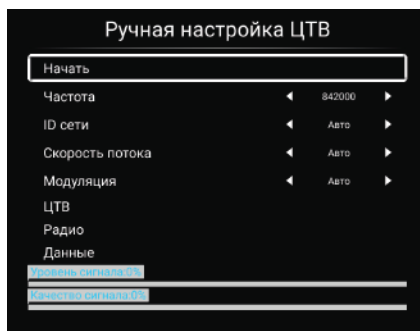 Ручная настройка ЦТВ
Начать
Частота 842000
ID сети Авто
Скорость потока Авто
Модуляция Авто
ЦТВ
Радио
Данные
Уровень сигнала:0%
Качество сигнала:0%